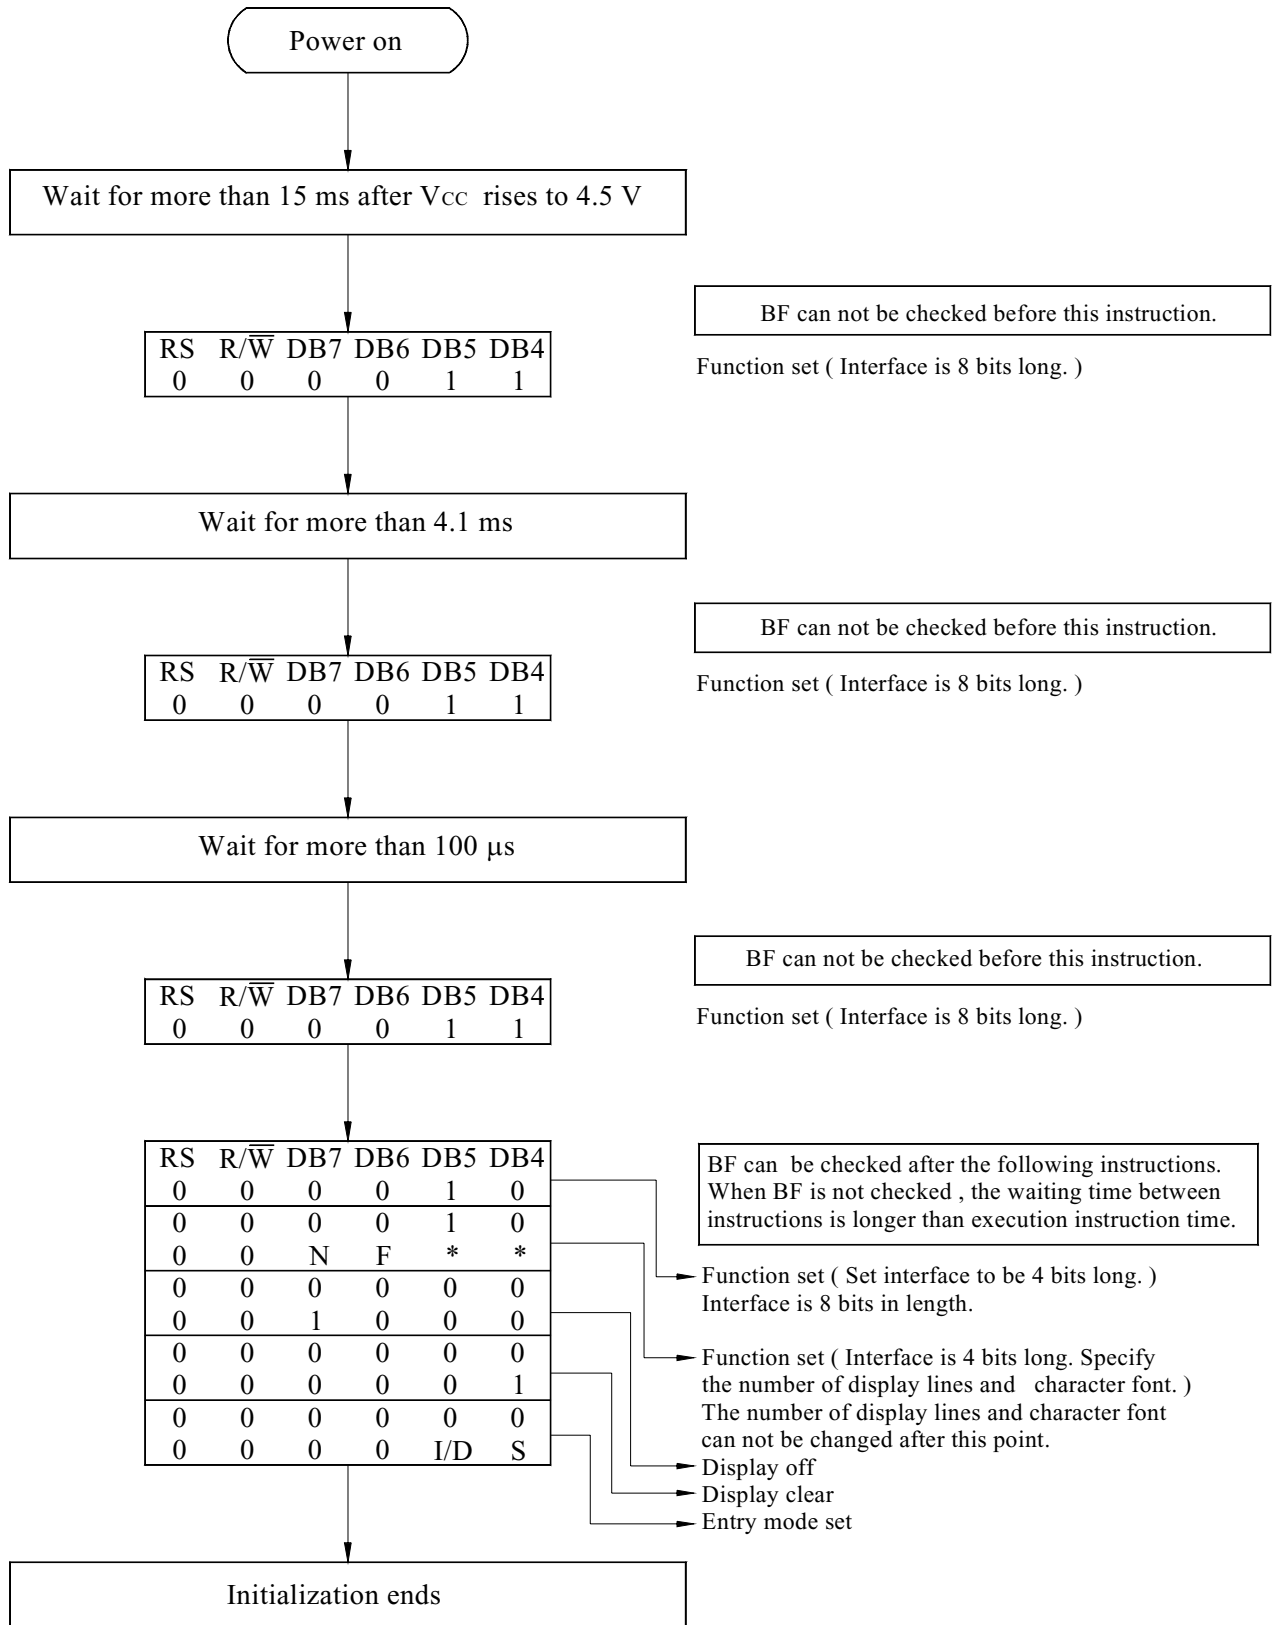 Power on
Wait for more than 15 ms after VCC rises to 4.5 V
BF can not be checked before this instruction.
RS R/W̅ DB7 DB6 DB5 DB4
0 0 0 0 1 1
Function set ( Interface is 8 bits long. )
Wait for more than 4.1 ms
BF can not be checked before this instruction.
RS R/W̅ DB7 DB6 DB5 DB4
0 0 0 0 1 1
Function set ( Interface is 8 bits long. )
Wait for more than 100 μs
BF can not be checked before this instruction.
RS R/W̅ DB7 DB6 DB5 DB4
0 0 0 0 1 1
Function set ( Interface is 8 bits long. )
RS R/W̅ DB7 DB6 DB5 DB4
0 0 0 0 1 0
0 0 0 0 1 0
0 0 N F * *
0 0 0 0 0 0
0 0 1 0 0 0
0 0 0 0 0 0
0 0 0 0 0 1
0 0 0 0 0 0
0 0 0 0 I/D S
BF can be checked after the following instructions.
When BF is not checked , the waiting time between
instructions is longer than execution instruction time.
Function set ( Set interface to be 4 bits long. )
Interface is 8 bits in length.
Function set ( Interface is 4 bits long. Specify
the number of display lines and character font. )
The number of display lines and character font
can not be changed after this point.
Display off
Display clear
Entry mode set
Initialization ends